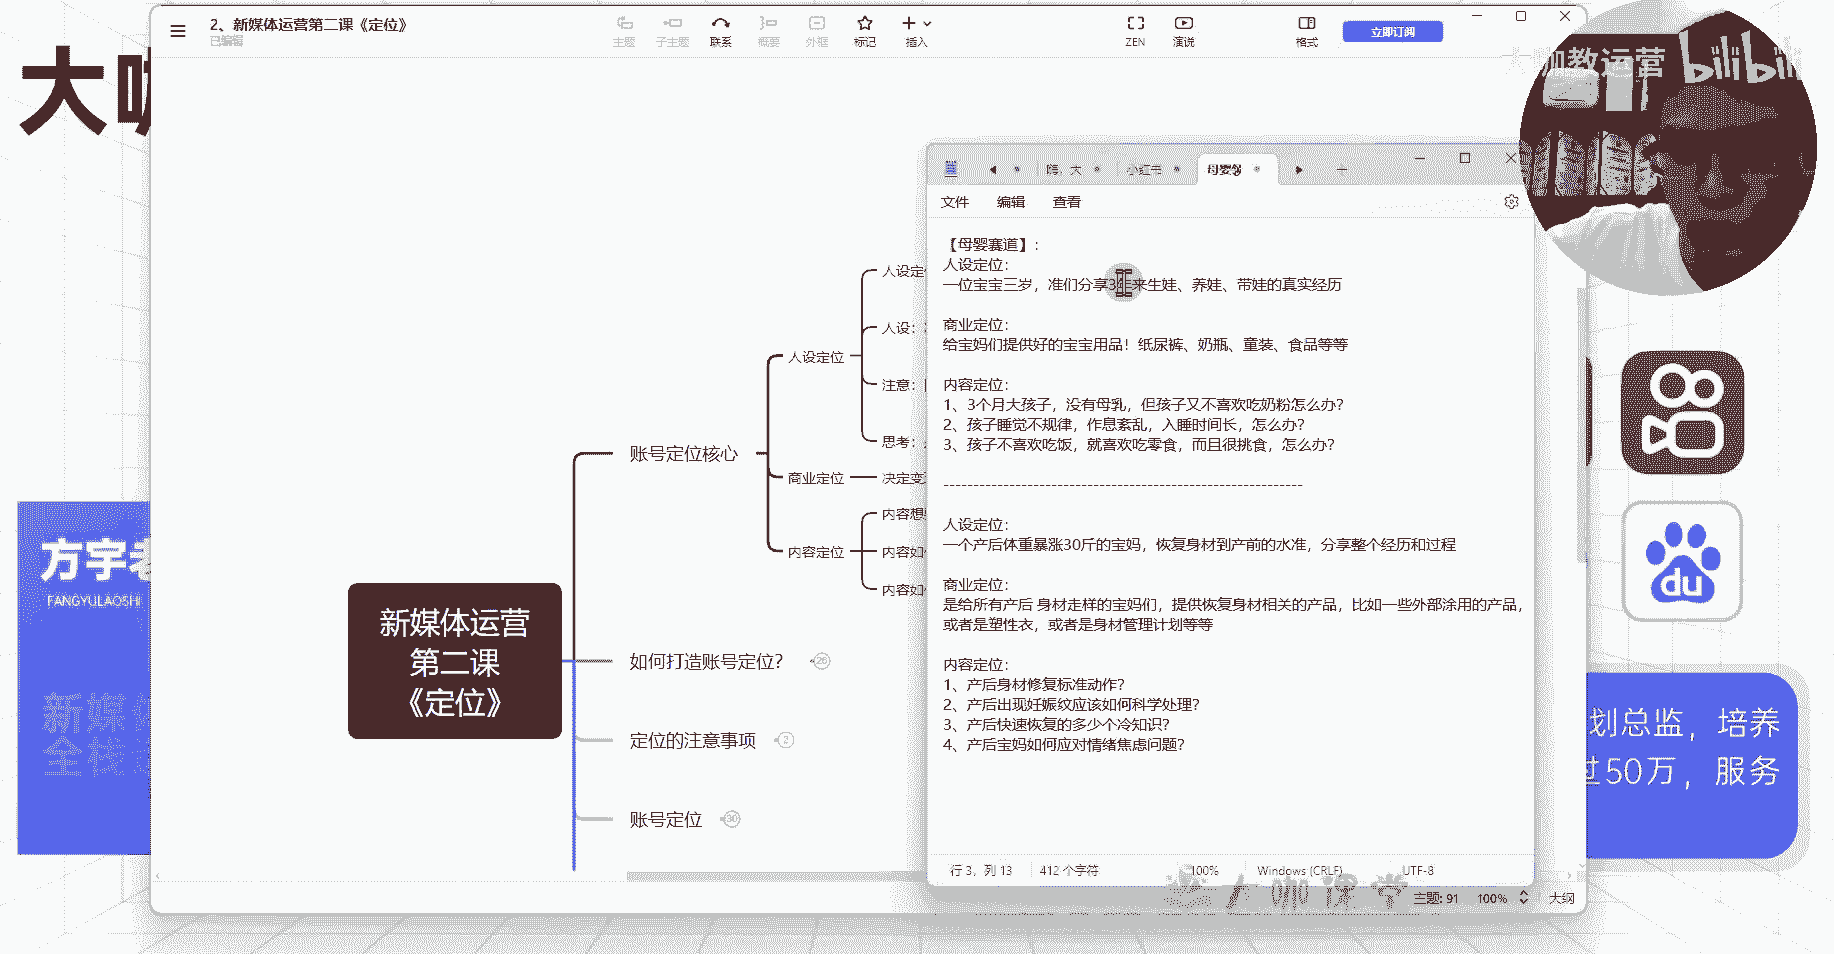 2、新媒体运营第二课《定位》
已编辑
主题
子主题
联系
概要
外框
标记
插入
ZEN
演说
格式
立即订阅
大咖教运营
bilibili
大
嗨，大
小红书
文件
编辑
查看
【母婴赛道】:
人设定位:
一位宝宝三岁，准们分享3年来生娃、养娃、带娃的真实经历
商业定位:
给宝妈们提供好的宝宝用品！纸尿裤、奶瓶、童装、食品等等
内容定位:
1、3个月大孩子，没有母乳，但孩子又不喜欢吃奶粉怎么办?
2、孩子睡觉不规律，作息紊乱，入睡时间长，怎么办?
3、孩子不喜欢吃饭，就喜欢吃零食，而且很挑食，怎么办?
------------------------------------------------------------
人设定位:
一个产后体重暴涨30斤的宝妈，恢复身材到产前的水准，分享整个经历和过程
商业定位:
是给所有产后 身材走样的宝妈们，提供恢复身材相关的产品，比如一些外部涂用的产品，
或者是塑性衣，或者是身材管理计划等等
内容定位:
1、产后身材修复标准动作?
2、产后出现妊娠纹应该如何科学处理?
3、产后快速恢复的多少个冷知识?
4、产后宝妈如何应对情绪焦虑问题?
行 3，列 13
412 个字符
100%
Windows (CRLF)
UTF-8
人设定
人设:
注意:
思考:
人设定位
账号定位核心
商业定位
决定变
内容想
内容定位
内容如
内容如
新媒体运营
第二课
《定位》
如何打造账号定位?
26
定位的注意事项
2
账号定位
30
方宇老
FANGYULAOSHI
新媒体
全栈
du
划总监，培养
过50万，服务
大咖课堂
主题: 91
100%
大纲